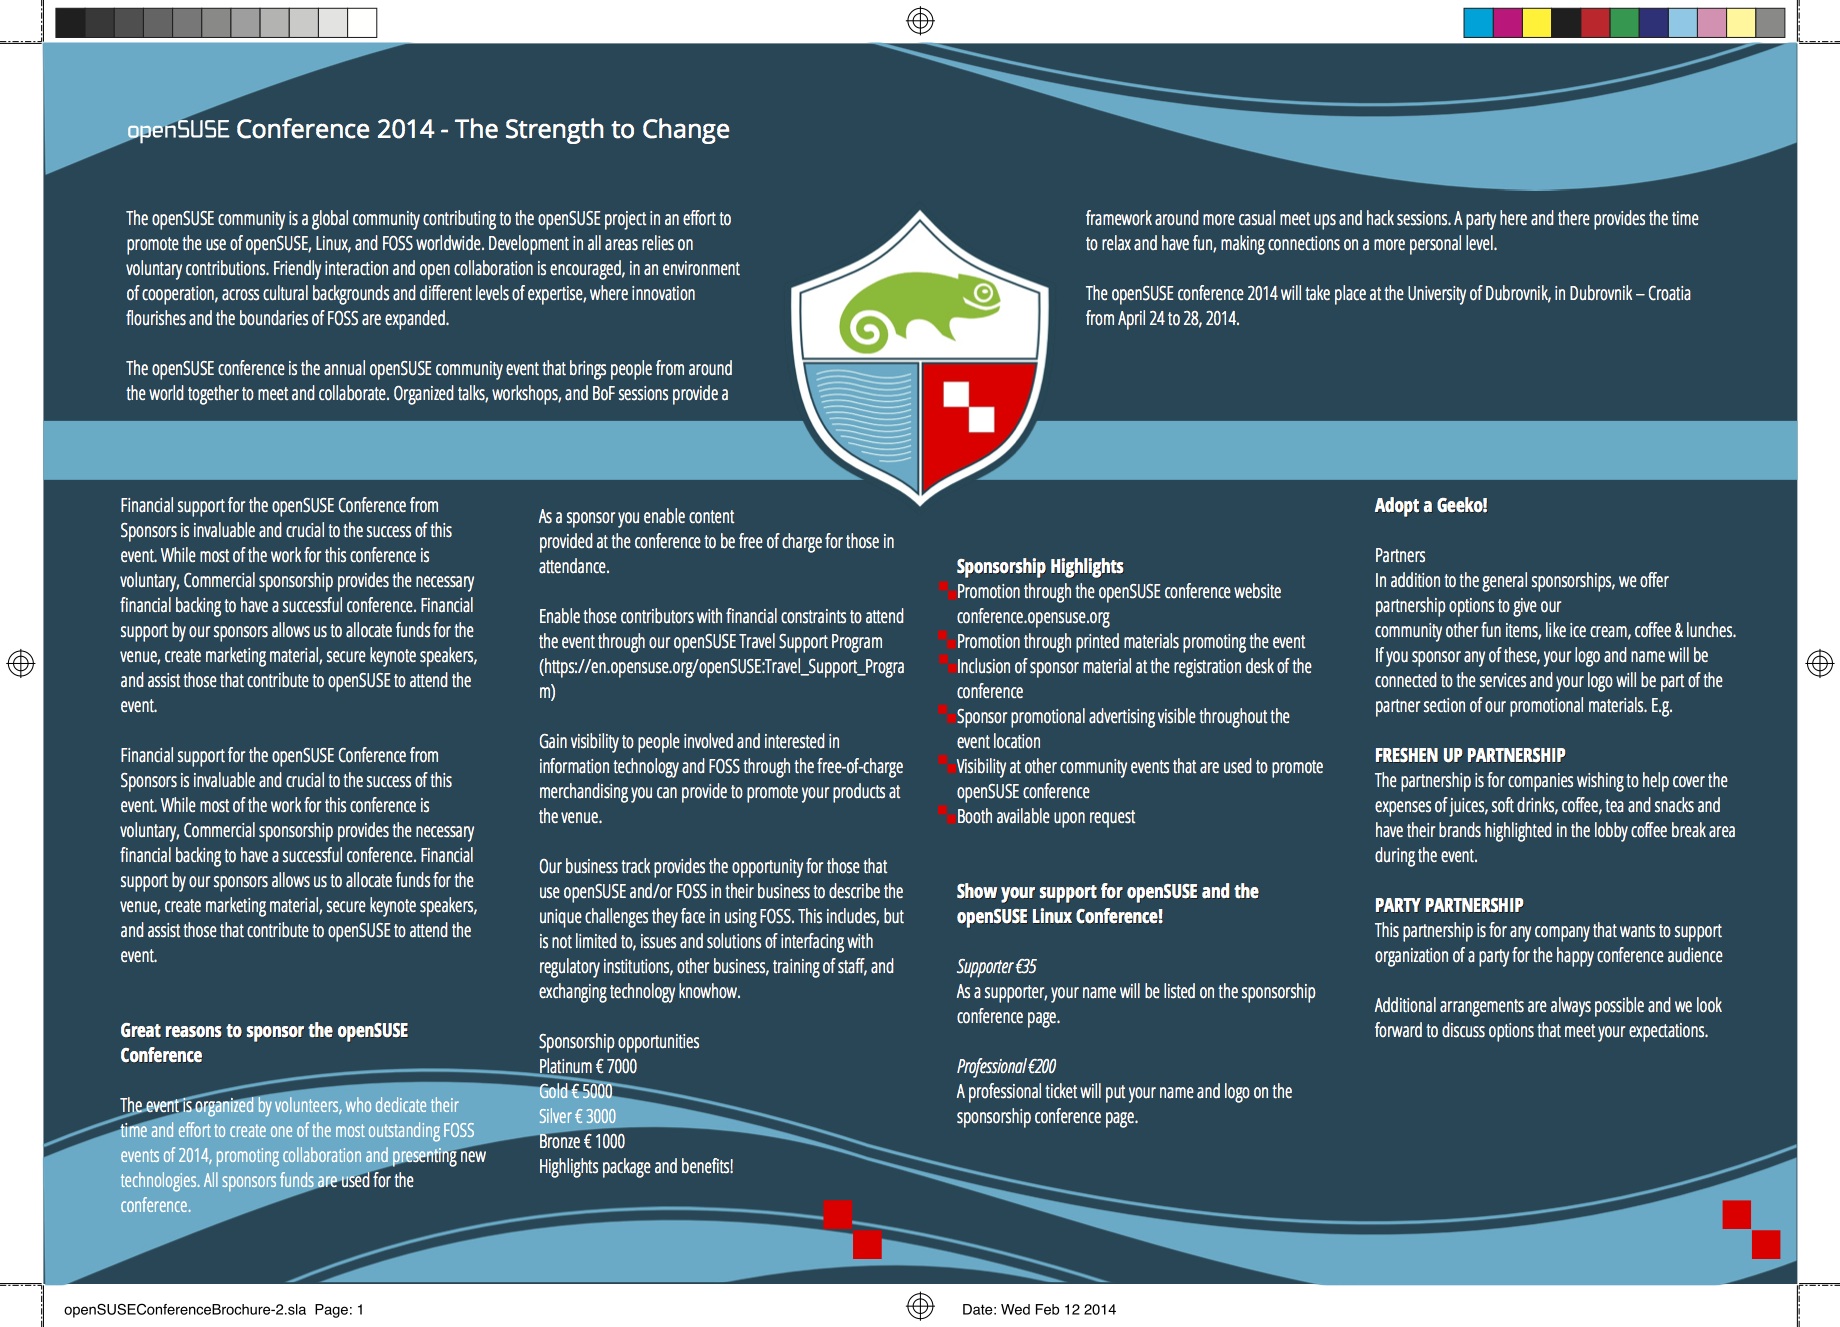 openSUSE Conference 2014 - The Strength to Change
The openSUSE community is a global community contributing to the openSUSE project in an effort to
promote the use of openSUSE, Linux, and FOSS worldwide. Development in all areas relies on
voluntary contributions. Friendly interaction and open collaboration is encouraged, in an environment
of cooperation, across cultural backgrounds and different levels of expertise, where innovation
flourishes and the boundaries of FOSS are expanded.
The openSUSE conference is the annual openSUSE community event that brings people from around
the world together to meet and collaborate. Organized talks, workshops, and BoF sessions provide a
framework around more casual meet ups and hack sessions. A party here and there provides the time
to relax and have fun, making connections on a more personal level.
The openSUSE conference 2014 will take place at the University of Dubrovnik, in Dubrovnik – Croatia
from April 24 to 28, 2014.
Financial support for the openSUSE Conference from
Sponsors is invaluable and crucial to the success of this
event. While most of the work for this conference is
voluntary, Commercial sponsorship provides the necessary
financial backing to have a successful conference. Financial
support by our sponsors allows us to allocate funds for the
venue, create marketing material, secure keynote speakers,
and assist those that contribute to openSUSE to attend the
event.
Financial support for the openSUSE Conference from
Sponsors is invaluable and crucial to the success of this
event. While most of the work for this conference is
voluntary, Commercial sponsorship provides the necessary
financial backing to have a successful conference. Financial
support by our sponsors allows us to allocate funds for the
venue, create marketing material, secure keynote speakers,
and assist those that contribute to openSUSE to attend the
event.
Great reasons to sponsor the openSUSE
Conference
The event is organized by volunteers, who dedicate their
time and effort to create one of the most outstanding FOSS
events of 2014, promoting collaboration and presenting new
technologies. All sponsors funds are used for the
conference.
As a sponsor you enable content
provided at the conference to be free of charge for those in
attendance.
Enable those contributors with financial constraints to attend
the event through our openSUSE Travel Support Program
(https://en.opensuse.org/openSUSE:Travel_Support_Progra
m)
Gain visibility to people involved and interested in
information technology and FOSS through the free-of-charge
merchandising you can provide to promote your products at
the venue.
Our business track provides the opportunity for those that
use openSUSE and/or FOSS in their business to describe the
unique challenges they face in using FOSS. This includes, but
is not limited to, issues and solutions of interfacing with
regulatory institutions, other business, training of staff, and
exchanging technology knowhow.
Sponsorship opportunities
Platinum € 7000
Gold € 5000
Silver € 3000
Bronze € 1000
Highlights package and benefits!
Sponsorship Highlights
Promotion through the openSUSE conference website
conference.opensuse.org
Promotion through printed materials promoting the event
Inclusion of sponsor material at the registration desk of the
conference
Sponsor promotional advertising visible throughout the
event location
Visibility at other community events that are used to promote
openSUSE conference
Booth available upon request
Show your support for openSUSE and the
openSUSE Linux Conference!
Supporter €35
As a supporter, your name will be listed on the sponsorship
conference page.
Professional €200
A professional ticket will put your name and logo on the
sponsorship conference page.
Adopt a Geeko!
Partners
In addition to the general sponsorships, we offer
partnership options to give our
community other fun items, like ice cream, coffee & lunches.
If you sponsor any of these, your logo and name will be
connected to the services and your logo will be part of the
partner section of our promotional materials. E.g.
FRESHEN UP PARTNERSHIP
The partnership is for companies wishing to help cover the
expenses of juices, soft drinks, coffee, tea and snacks and
have their brands highlighted in the lobby coffee break area
during the event.
PARTY PARTNERSHIP
This partnership is for any company that wants to support
organization of a party for the happy conference audience
Additional arrangements are always possible and we look
forward to discuss options that meet your expectations.
openSUSEConferenceBrochure-2.sla Page: 1
Date: Wed Feb 12 2014